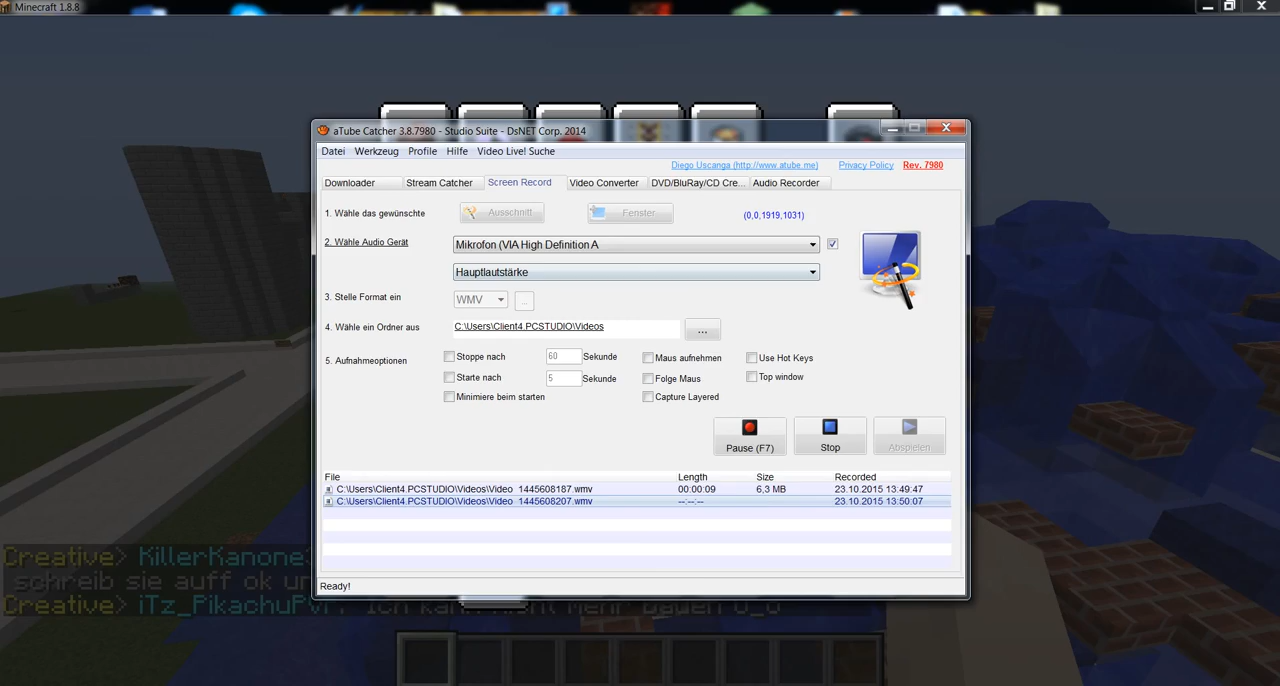 Minecraft 1.8.8
aTube Catcher 3.8.7980 - Studio Suite - DsNET Corp. 2014
Datei Werkzeug Profile Hilfe Video Live! Suche
Diego Uscanga (http://www.atube.me) Privacy Policy Rev. 7980
Downloader Stream Catcher Screen Record Video Converter DVD/BluRay/CD Cre... Audio Recorder
1. Wähle das gewünschte Ausschnitt Fenster (0,0,1919,1031)
2. Wähle Audio Gerät Mikrofon (VIA High Definition A
Hauptlautstärke
3. Stelle Format ein WMV ...
4. Wähle ein Ordner aus C:\Users\Client4.PCSTUDIO\Videos ...
5. Aufnahmeoptionen Stoppe nach 60 Sekunde Maus aufnehmen Use Hot Keys
Starte nach 5 Sekunde Folge Maus Top window
Minimiere beim starten Capture Layered
Pause (F7) Stop Abspielen
File Length Size Recorded
C:\Users\Client4.PCSTUDIO\Videos\Video 1445608187.wmv 00:00:09 6,3 MB 23.10.2015 13:49:47
C:\Users\Client4.PCSTUDIO\Videos\Video 1445608207.wmv --:--:-- 23.10.2015 13:50:07
Creative> KillerKanone
schreib sie auff ok un
Creative> iTz_PikachuPvP: Ich kann nicht mehr bauen O_o
Ready!